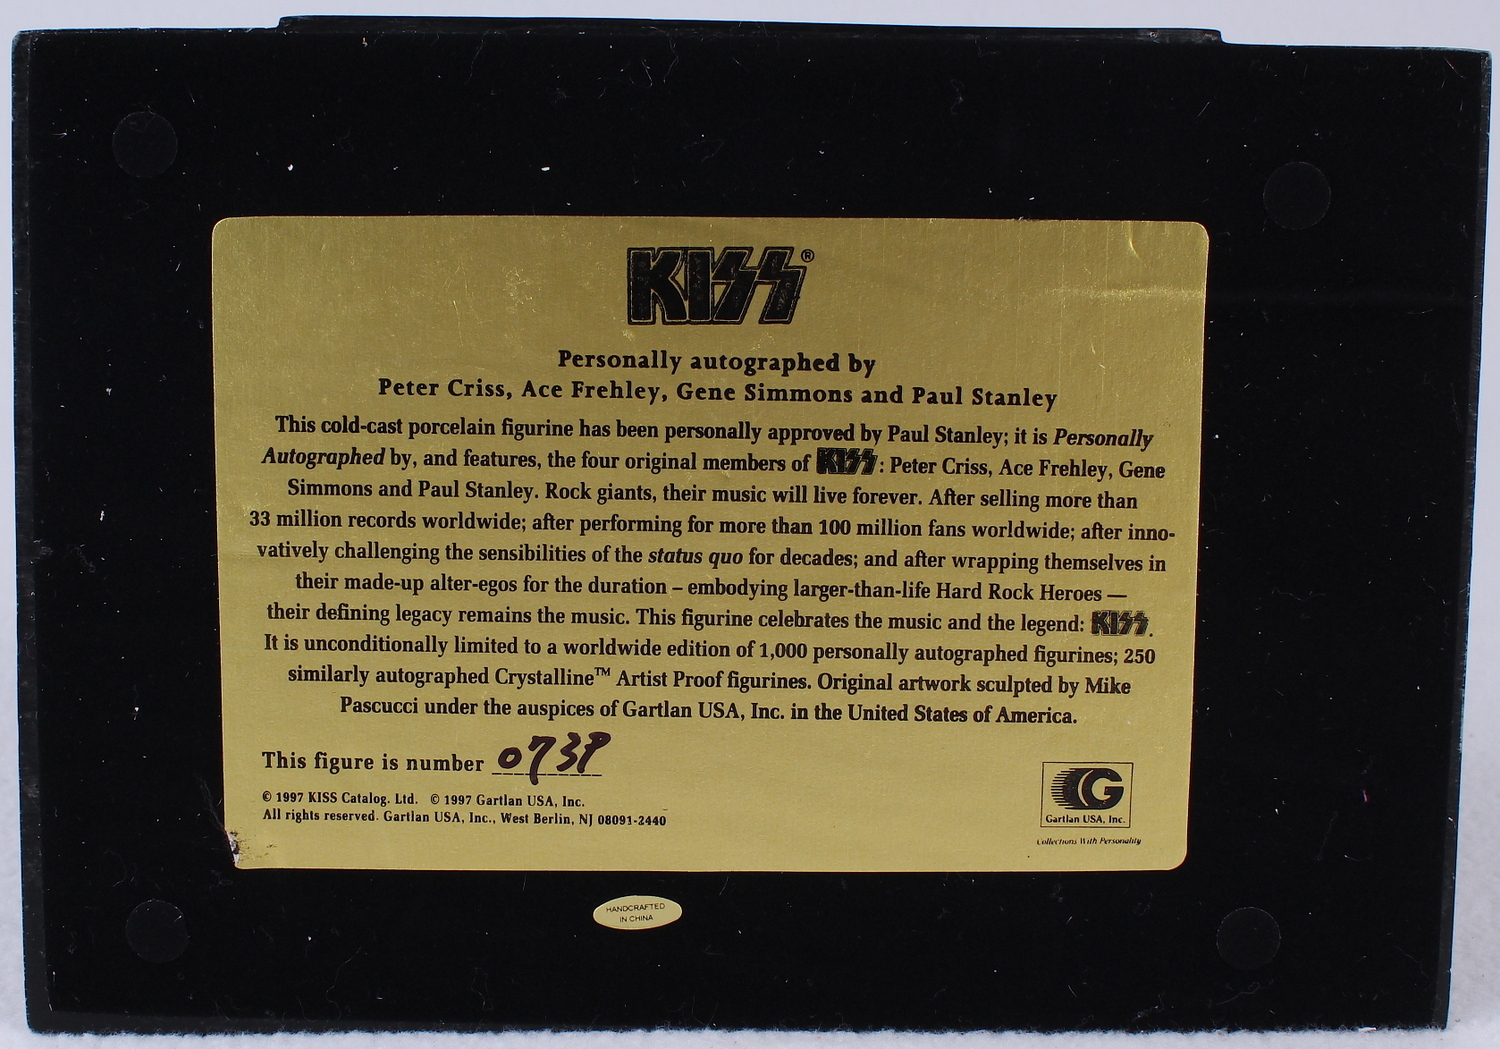 KISS®
Personally autographed by
Peter Criss, Ace Frehley, Gene Simmons and Paul Stanley
This cold-cast porcelain figurine has been personally approved by Paul Stanley; it is Personally
Autographed by, and features, the four original members of KISS: Peter Criss, Ace Frehley, Gene
Simmons and Paul Stanley. Rock giants, their music will live forever. After selling more than
33 million records worldwide; after performing for more than 100 million fans worldwide; after inno-
vatively challenging the sensibilities of the status quo for decades; and after wrapping themselves in
their made-up alter-egos for the duration – embodying larger-than-life Hard Rock Heroes —
their defining legacy remains the music. This figurine celebrates the music and the legend: KISS.
It is unconditionally limited to a worldwide edition of 1,000 personally autographed figurines; 250
similarly autographed Crystalline™ Artist Proof figurines. Original artwork sculpted by Mike
Pascucci under the auspices of Gartlan USA, Inc. in the United States of America.
This figure is number
© 1997 KISS Catalog. Ltd. © 1997 Gartlan USA, Inc.
All rights reserved. Gartlan USA, Inc., West Berlin, NJ 08091-2440
G
Gartlan USA, Inc.
Collections With Personality
HANDCRAFTED
IN CHINA